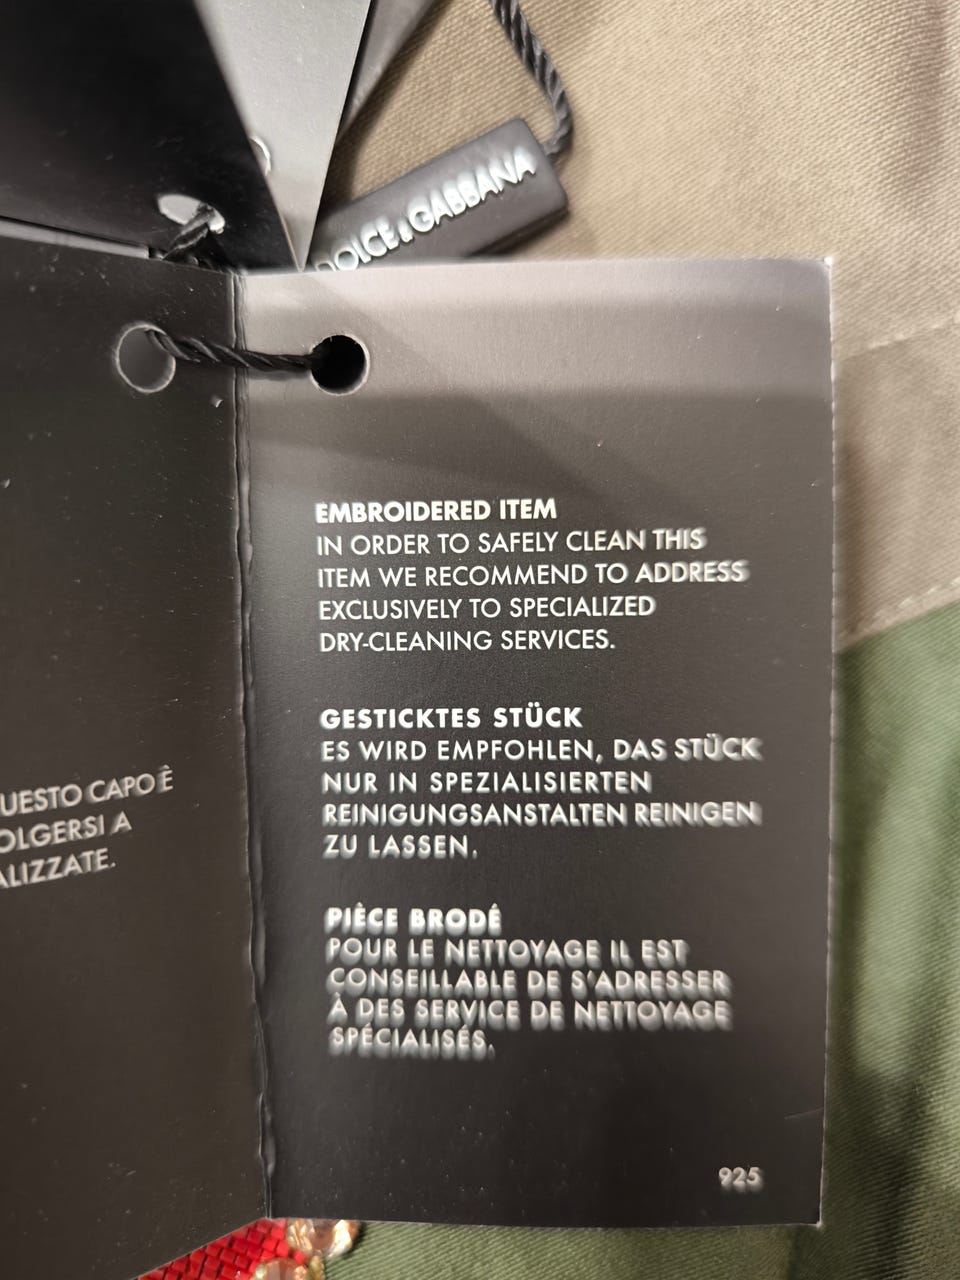 DOLCE & GABBANA
UESTO CAPO È
OLGERSI A
ALIZZATE.
EMBROIDERED ITEM
IN ORDER TO SAFELY CLEAN THIS
ITEM WE RECOMMEND TO ADDRESS
EXCLUSIVELY TO SPECIALIZED
DRY-CLEANING SERVICES.
GESTICKTES STÜCK
ES WIRD EMPFOHLEN, DAS STÜCK
NUR IN SPEZIALISIERTEN
REINIGUNGSANSTALTEN REINIGEN
ZU LASSEN.
PIÈCE BRODÉ
POUR LE NETTOYAGE IL EST
CONSEILLABLE DE S'ADRESSER
À DES SERVICE DE NETTOYAGE
SPÉCIALISÉS.
925